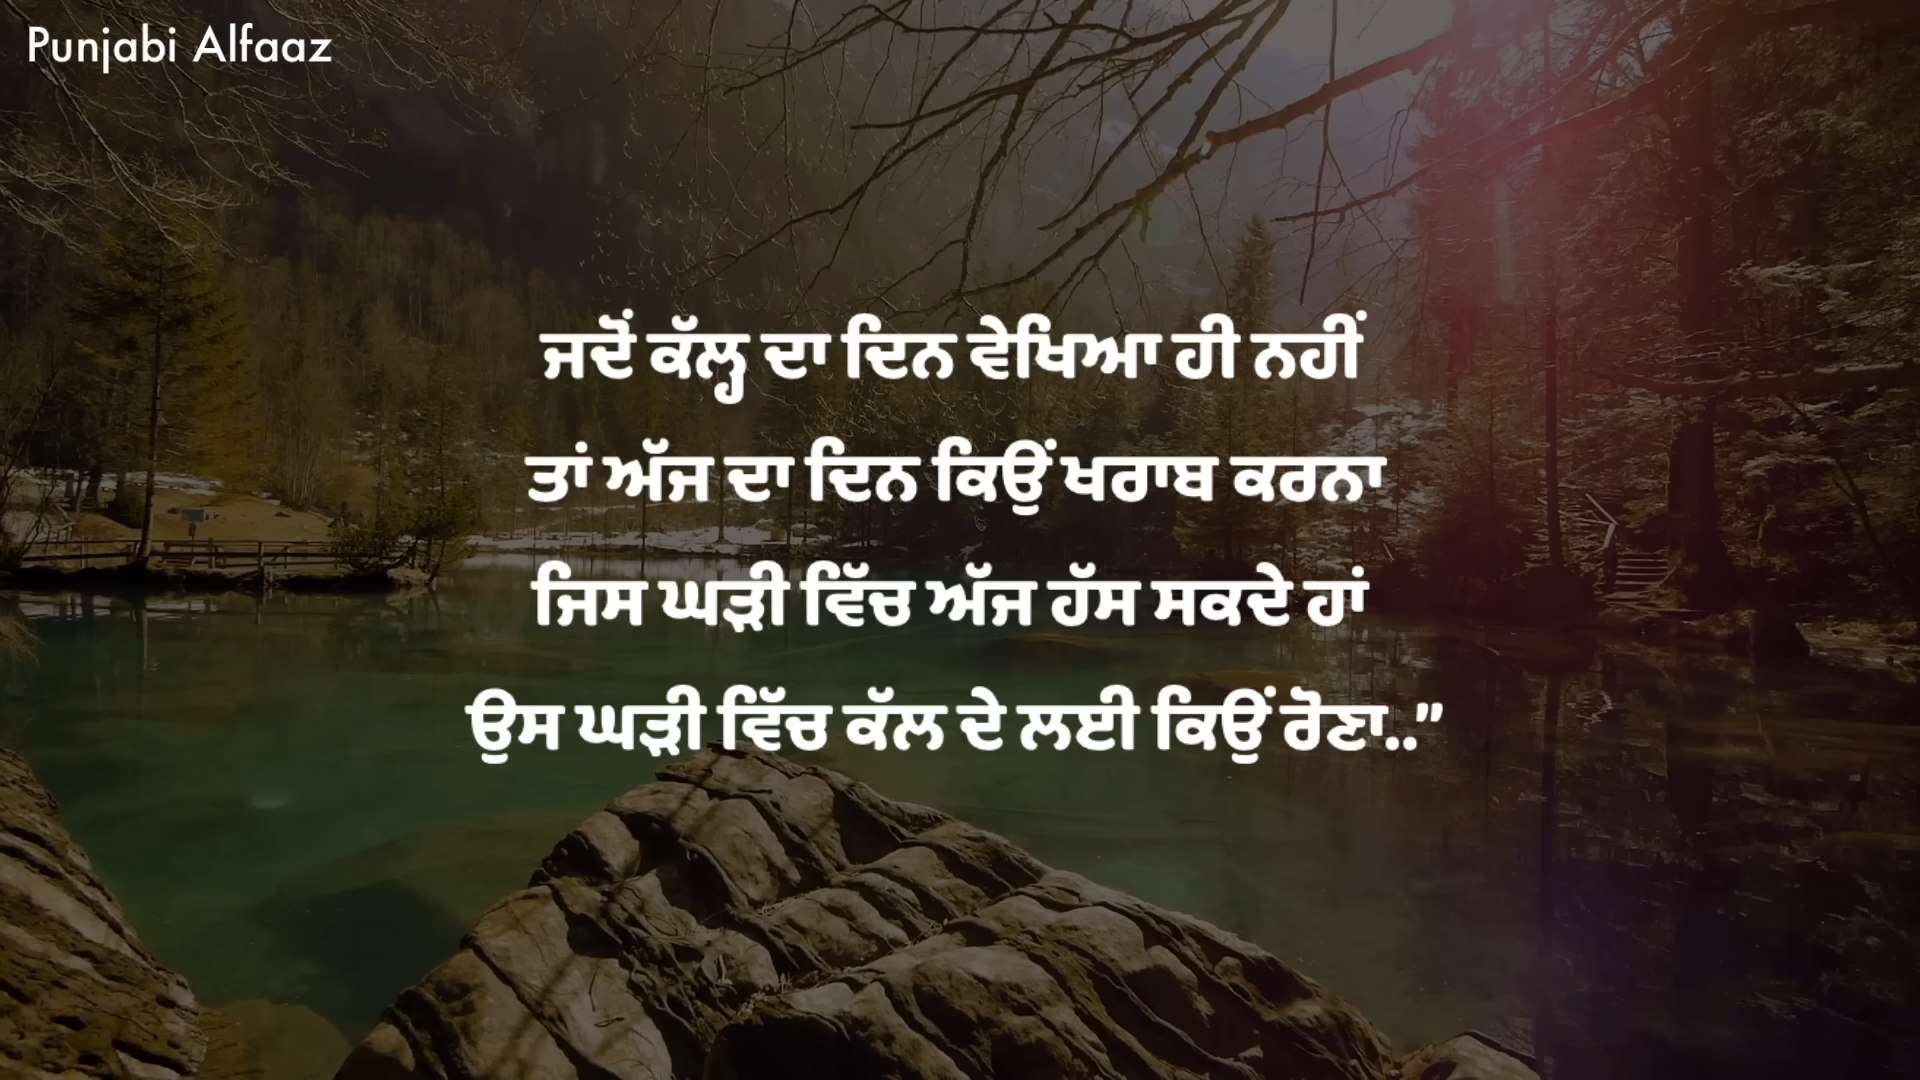 Punjabi Alfaaz
ਜਦੋਂ ਕੱਲ੍ਹ ਦਾ ਦਿਨ ਵੇਖਿਆ ਹੀ ਨਹੀਂ
ਤਾਂ ਅੱਜ ਦਾ ਦਿਨ ਕਿਉਂ ਖਰਾਬ ਕਰਨਾ
ਜਿਸ ਘੜੀ ਵਿੱਚ ਅੱਜ ਹੱਸ ਸਕਦੇ ਹਾਂ
ਉਸ ਘੜੀ ਵਿੱਚ ਕੱਲ ਦੇ ਲਈ ਕਿਉਂ ਰੋਣਾ..”